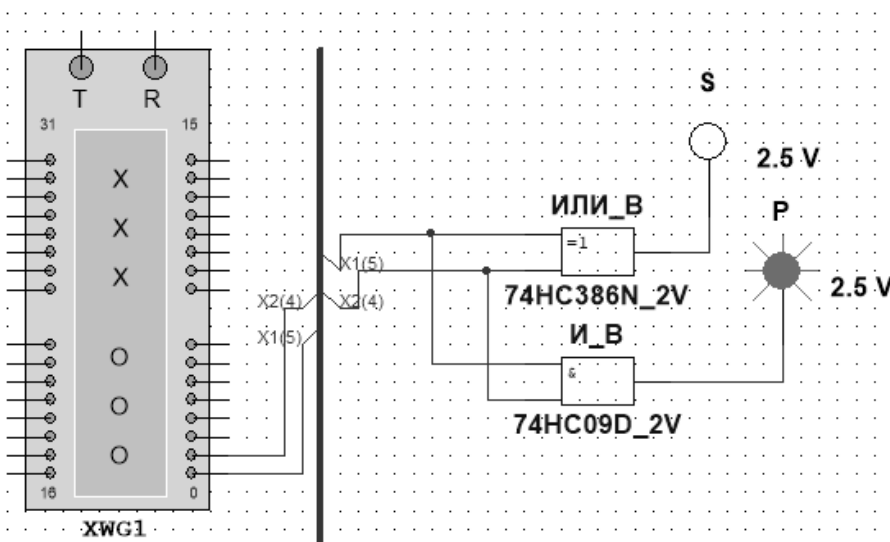 T R
31 15
X
X
X
O
O
O
16 0
XWG1
X2(4)
X1(5)
X1(5)
X2(4)
S
2.5 V
ИЛИ_В
=1
74HC386N_2V
P
2.5 V
И_В
&
74HC09D_2V